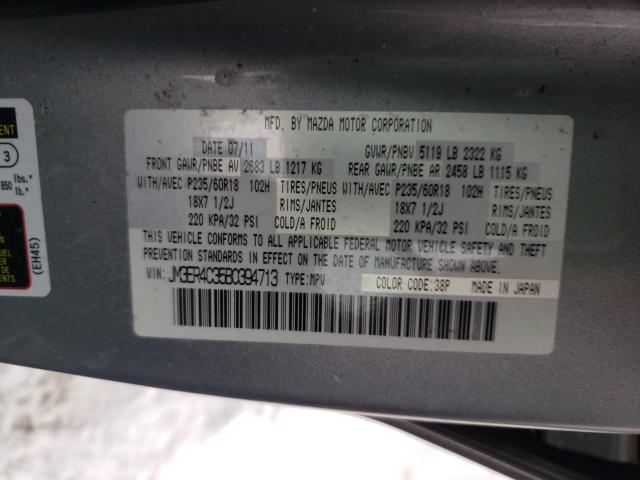 MFD. BY MAZDA MOTOR CORPORATION
DATE 07/11 GVWR/PNBV 5119 LB 2322 KG
FRONT GAWR/PNBE AV 2683 LB 1217 KG REAR GAWR/PNBE AR 2458 LB 1115 KG
WITH/AVEC P235/60R18 102H TIRES/PNEUS WITH/AVEC P235/60R18 102H TIRES/PNEUS
18X7 1/2J RIMS/JANTES 18X7 1/2J RIMS/JANTES
220 KPA/32 PSI COLD/A FROID 220 KPA/32 PSI COLD/A FROID
THIS VEHICLE CONFORMS TO ALL APPLICABLE FEDERAL MOTOR VEHICLE SAFETY AND THEFT
PREVENTION STANDARDS IN EFFECT ON THE DATE OF MANUFACTURE SHOWN ABOVE.
VIN: JM3ER4C35B0394713 TYPE:MPV COLOR CODE:38P MADE IN JAPAN
3
850 lbs.*
lb.*
(EH45)